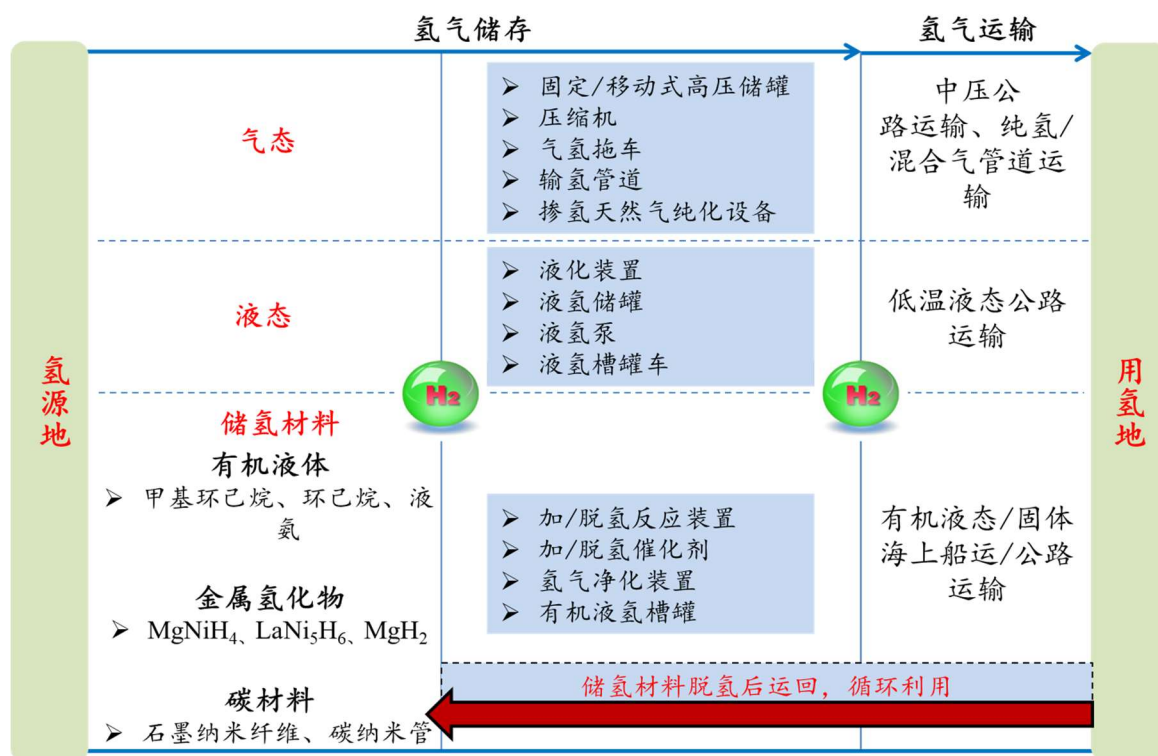 氢气储存
氢气运输
氢源地
气态
➢ 固定/移动式高压储罐
➢ 压缩机
➢ 气氢拖车
➢ 输氢管道
➢ 掺氢天然气纯化设备
中压公
路运输、纯氢/
混合气管道运
输
液态
➢ 液化装置
➢ 液氢储罐
➢ 液氢泵
➢ 液氢槽罐车
低温液态公路
运输
H₂
H₂
储氢材料
有机液体
➢ 甲基环己烷、环己烷、液
氨
金属氢化物
➢ MgNiH₄、LaNi₅H₆、MgH₂
碳材料
➢ 石墨纳米纤维、碳纳米管
➢ 加/脱氢反应装置
➢ 加/脱氢催化剂
➢ 氢气净化装置
➢ 有机液氢槽罐
有机液态/固体
海上船运/公路
运输
储氢材料脱氢后运回，循环利用
用氢地